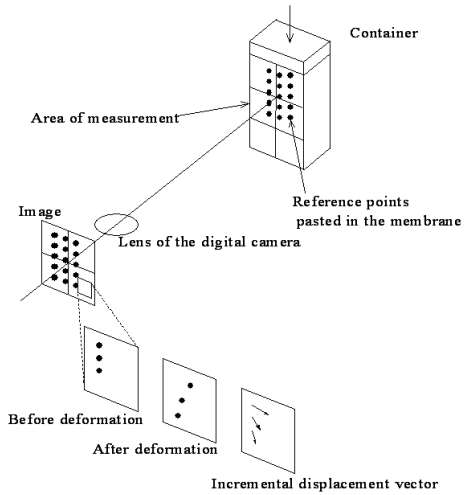 Container
Area of measurement
Reference points
pasted in the membrane
Image
Lens of the digital camera
Before deformation
After deformation
Incremental displacement vector